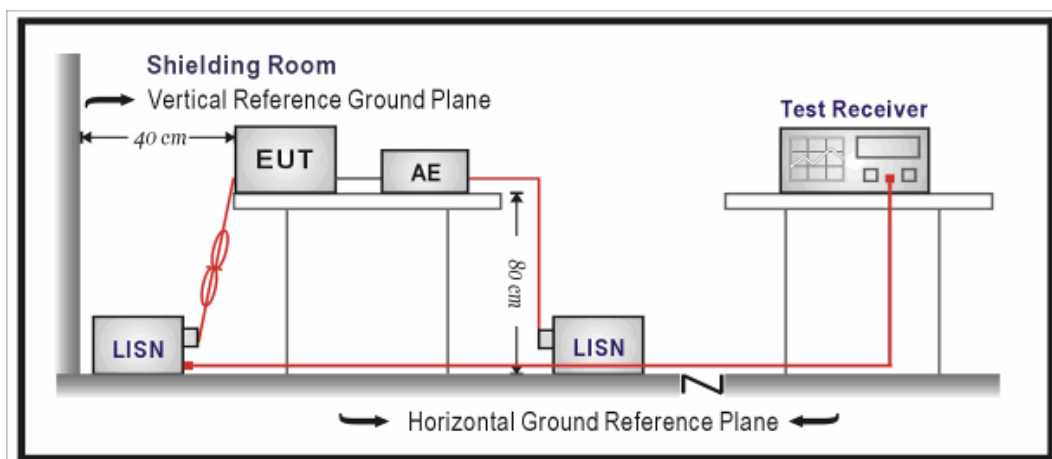 Shielding Room
Vertical Reference Ground Plane
40 cm
EUT
AE
Test Receiver
80 cm
LISN
LISN
Horizontal Ground Reference Plane